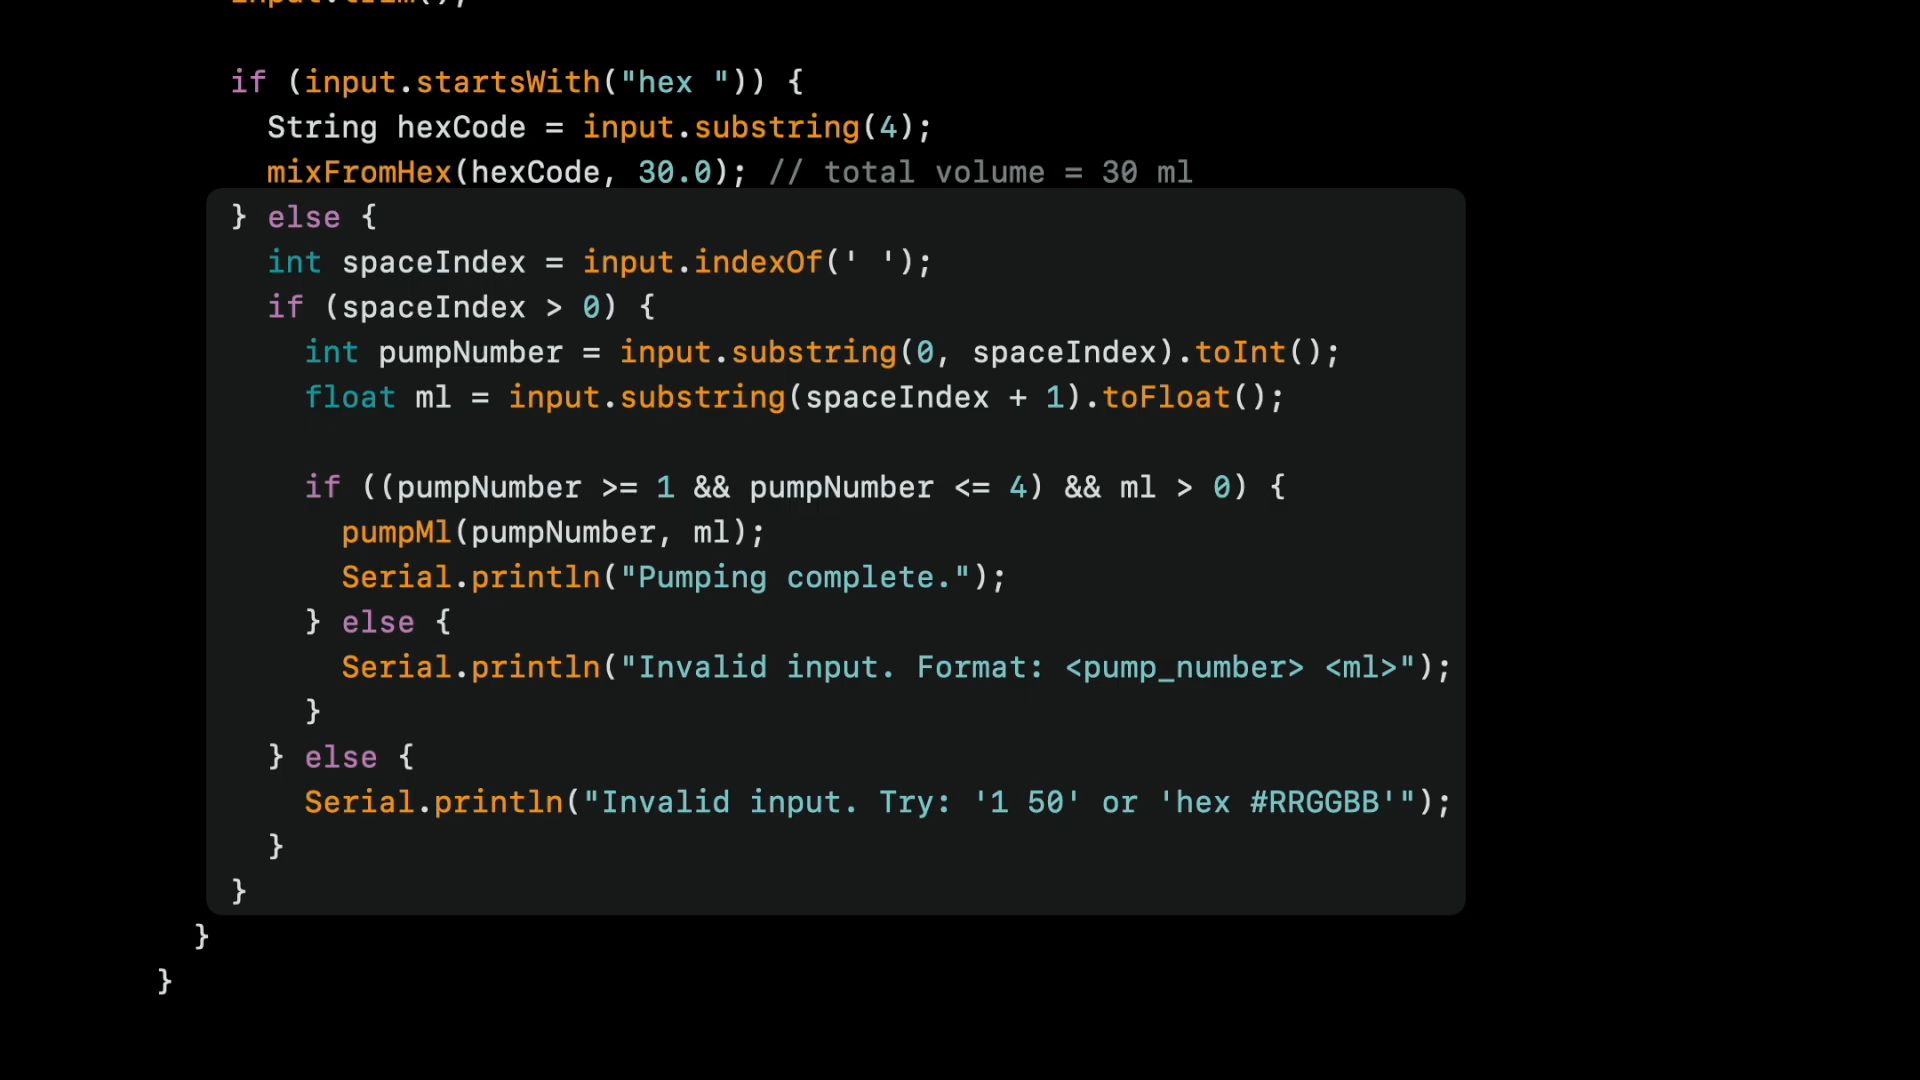 input.trim();
if (input.startsWith("hex ")) {
String hexCode = input.substring(4);
mixFromHex(hexCode, 30.0); // total volume = 30 ml
} else {
int spaceIndex = input.indexOf(' ');
if (spaceIndex > 0) {
int pumpNumber = input.substring(0, spaceIndex).toInt();
float ml = input.substring(spaceIndex + 1).toFloat();
if ((pumpNumber >= 1 && pumpNumber <= 4) && ml > 0) {
pumpMl(pumpNumber, ml);
Serial.println("Pumping complete.");
} else {
Serial.println("Invalid input. Format: <pump_number> <ml>");
}
} else {
Serial.println("Invalid input. Try: '1 50' or 'hex #RRGGBB'");
}
}
}
}